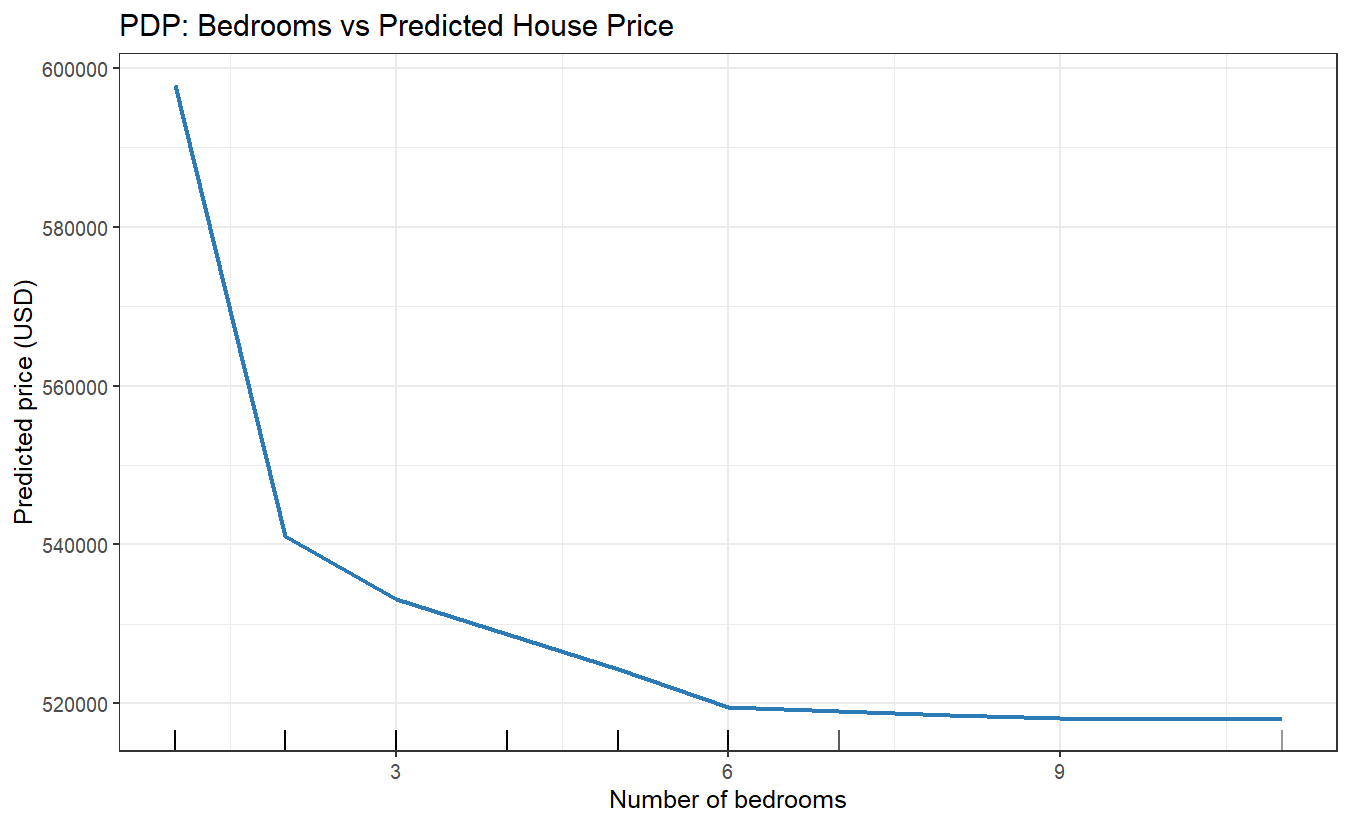 PDP: Bedrooms vs Predicted House Price
600000
580000
560000
540000
520000
Predicted price (USD)
3 6 9
Number of bedrooms